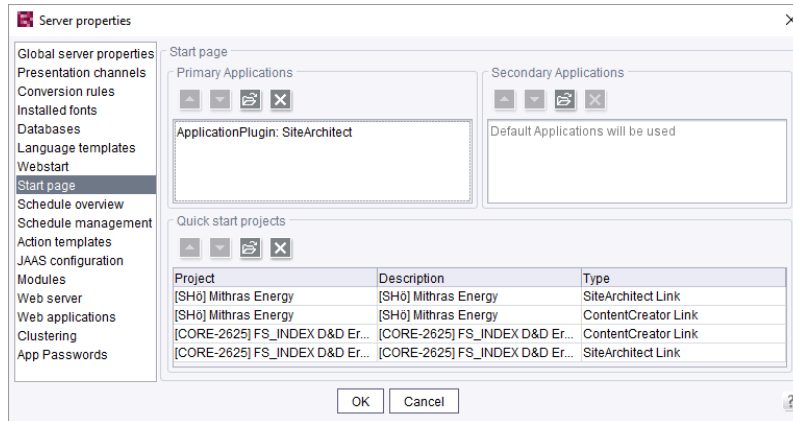 Server properties
Global server properties
Presentation channels
Conversion rules
Installed fonts
Databases
Language templates
Webstart
Start page
Schedule overview
Schedule management
Action templates
JAAS configuration
Modules
Web server
Web applications
Clustering
App Passwords
Start page
Primary Applications
ApplicationPlugin: SiteArchitect
Secondary Applications
Default Applications will be used
Quick start projects
Project Description Type
[SHö] Mithras Energy [SHö] Mithras Energy SiteArchitect Link
[SHö] Mithras Energy [SHö] Mithras Energy ContentCreator Link
[CORE-2625] FS_INDEX D&D Er... [CORE-2625] FS_INDEX D&D Er... ContentCreator Link
[CORE-2625] FS_INDEX D&D Er... [CORE-2625] FS_INDEX D&D Er... SiteArchitect Link
OK Cancel
?